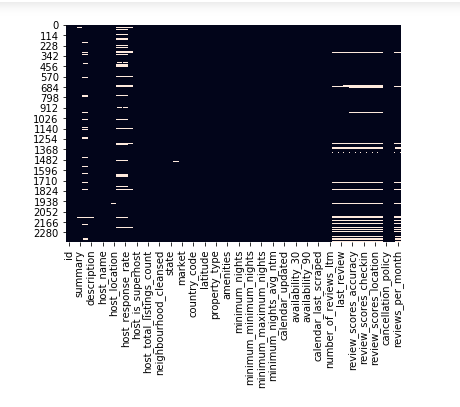 0
114
228
342
456
570
684
798
912
1026
1140
1254
1368
1482
1596
1710
1824
1938
2052
2166
2280
id
summary
description
host_name
host_location
host_response_rate
host_is_superhost
host_total_listings_count
neighbourhood_cleansed
state
market
country_code
latitude
property_type
amenities
minimum_nights
minimum_minimum_nights
minimum_maximum_nights
minimum_nights_avg_ntm
calendar_updated
availability_30
availability_90
calendar_last_scraped
number_of_reviews_ltm
last_review
review_scores_accuracy
review_scores_checkin
review_scores_location
cancellation_policy
reviews_per_month